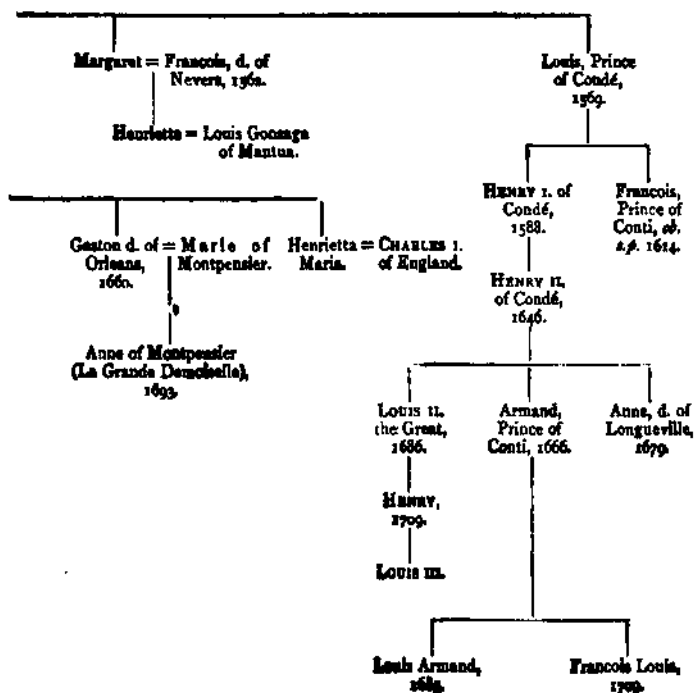 Margaret = François, d. of
Nevers, 1562.
Louis, Prince
of Condé,
1569.
Henrietta = Louis Gonzaga
of Mantua.
HENRY I. of
Condé,
1588.
Francois,
Prince of
Conti, ob.
s.p. 1614.
Gaston d. of = Marie of
Orleans, Montpensier.
1660.
Henrietta = CHARLES I.
Maria. of England.
HENRY II.
of Condé,
1646.
Anne of Montpensier
(La Grande Demoiselle),
1693.
LOUIS II.
the Great,
1686.
Armand,
Prince of
Conti, 1666.
Anne, d. of
Longueville,
1679.
HENRY,
1709.
LOUIS III.
Louis Armand,
1685.
Francois Louis,
1709.